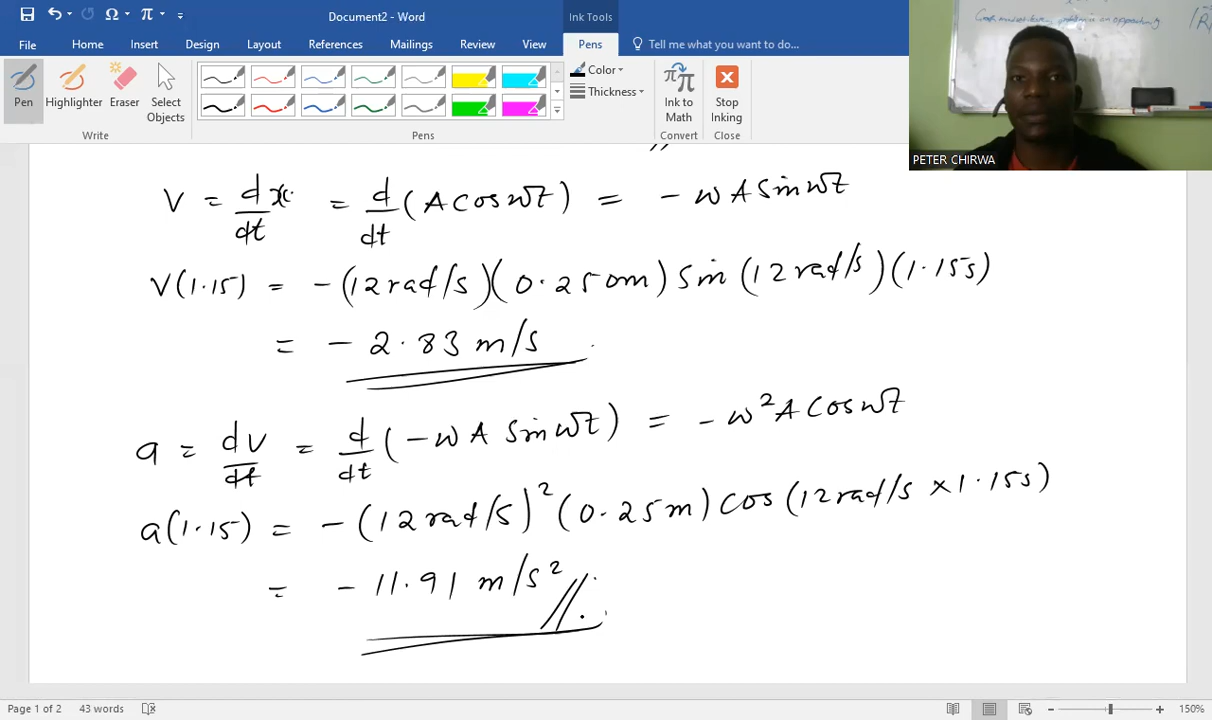 Document2 - Word
Ink Tools
File Home Insert Design Layout References Mailings Review View Pens Tell me what you want to do...
Pen Highlighter Eraser Select Objects
Color
Thickness
Ink to Math
Stop Inking
Write Pens Convert Close
PETER CHIRWA
V = dx/dt = d/dt (A cos ωt) = - ω A sin ωt
V(1.15) = -(12 rad/s)(0.250m) sin (12 rad/s)(1.15s)
= - 2.83 m/s
a = dV/dt = d/dt (-ω A sin ωt) = - ω² A cos ωt
a(1.15) = -(12 rad/s)² (0.25m) cos (12 rad/s × 1.15s)
= - 11.91 m/s²
Page 1 of 2 43 words 150%